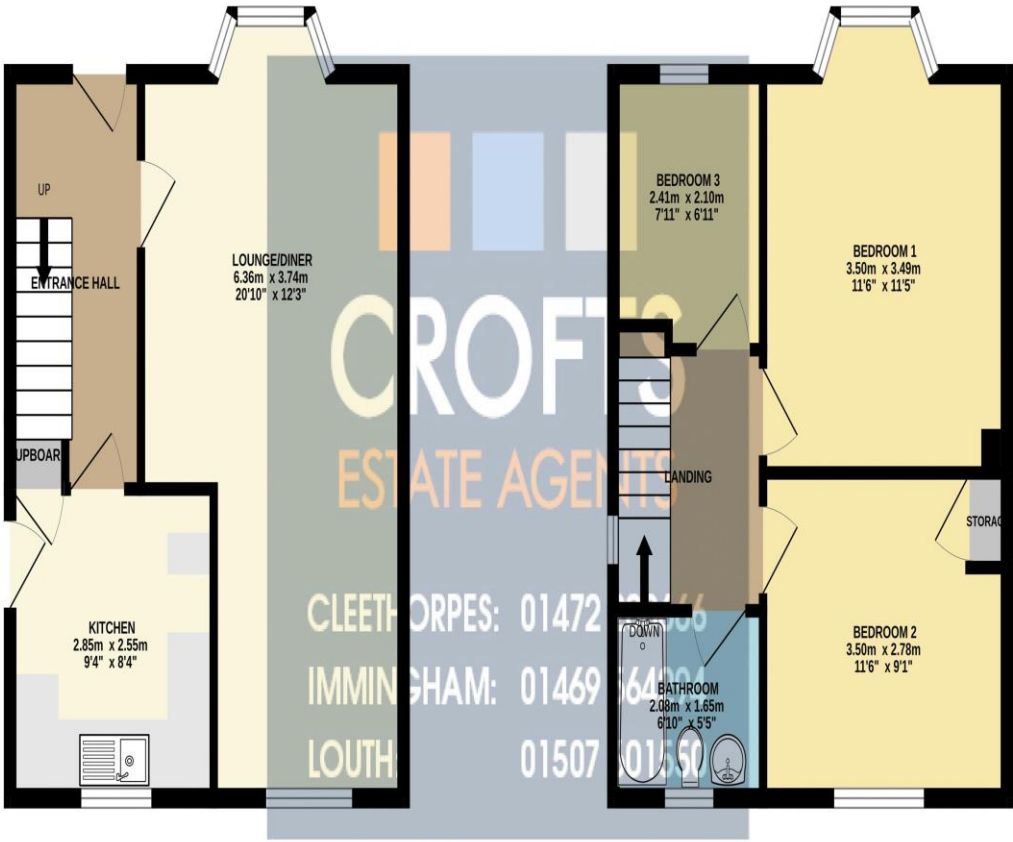 UP
ENTRANCE HALL
UPBOAR
LOUNGE/DINER
6.36m x 3.74m
20'10" x 12'3"
KITCHEN
2.85m x 2.55m
9'4" x 8'4"
BEDROOM 3
2.41m x 2.10m
7'11" x 6'11"
BEDROOM 1
3.50m x 3.49m
11'6" x 11'5"
LANDING
STORAG
BEDROOM 2
3.50m x 2.78m
11'6" x 9'1"
DOWN
BATHROOM
2.08m x 1.65m
6'10" x 5'5"
CROFTS
ESTATE AGENTS
CLEETHORPES: 01472
IMMINGHAM: 01469
LOUTH: 01507 601550